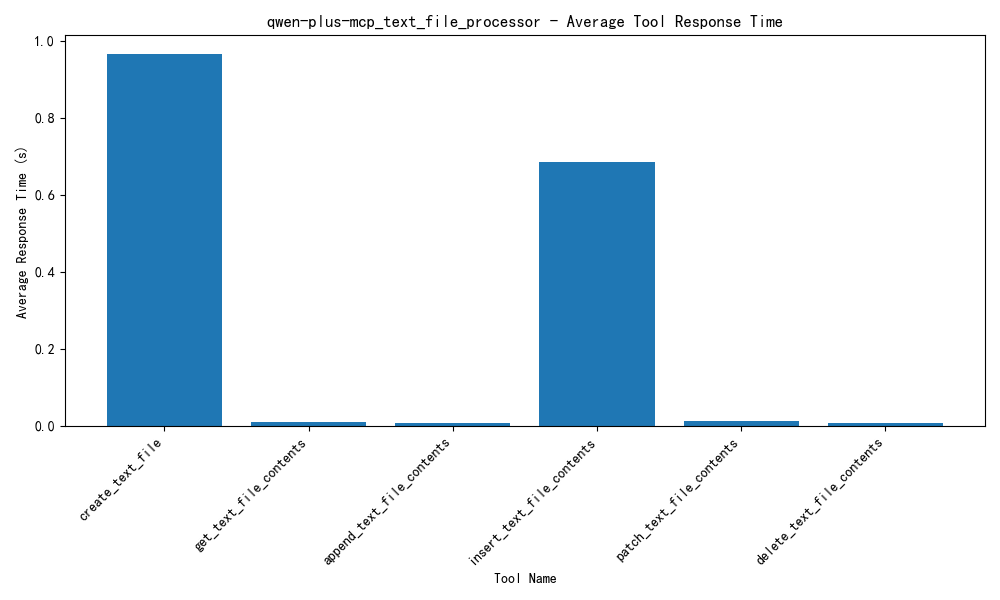 qwen-plus-mcp_text_file_processor - Average Tool Response Time
1.0
0.8
0.6
0.4
0.2
0.0
Average Response Time (s)
create_text_file
get_text_file_contents
append_text_file_contents
insert_text_file_contents
patch_text_file_contents
delete_text_file_contents
Tool Name